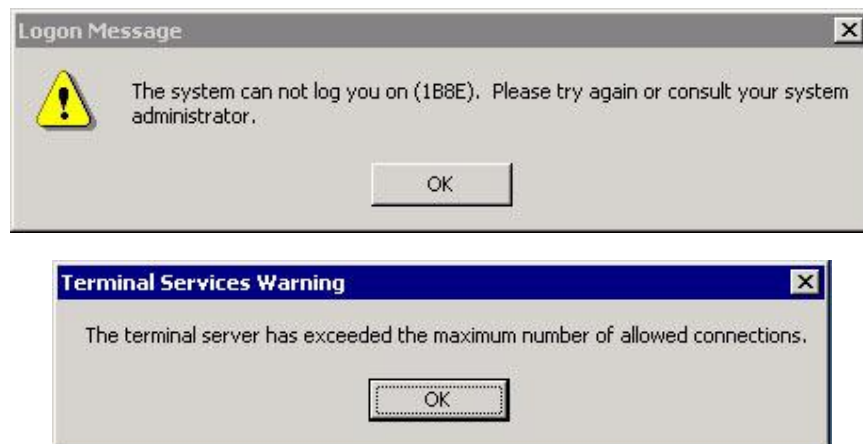 Logon Message
The system can not log you on (1B8E). Please try again or consult your system
administrator.
OK
Terminal Services Warning
The terminal server has exceeded the maximum number of allowed connections.
OK